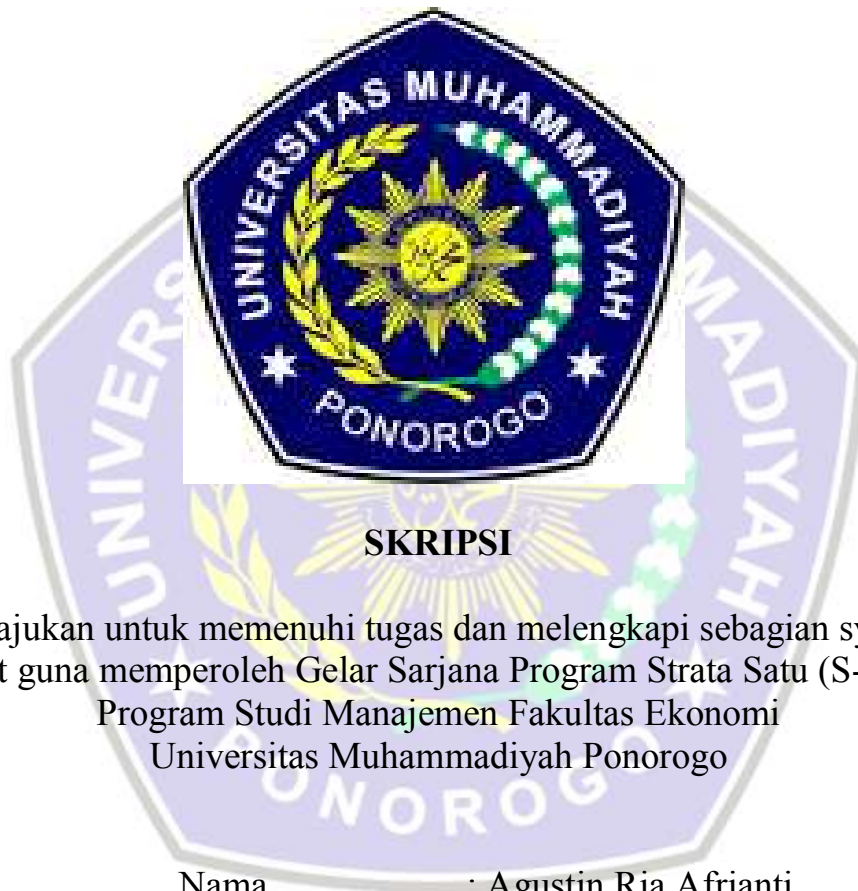 UNIVERSITAS MUHAMMADIYAH
PONOROGO
SKRIPSI
ajukan untuk memenuhi tugas dan melengkapi sebagian sy
t guna memperoleh Gelar Sarjana Program Strata Satu (S-
Program Studi Manajemen Fakultas Ekonomi
Universitas Muhammadiyah Ponorogo
PONOROGO
Nama : Agustin Ria Afrianti